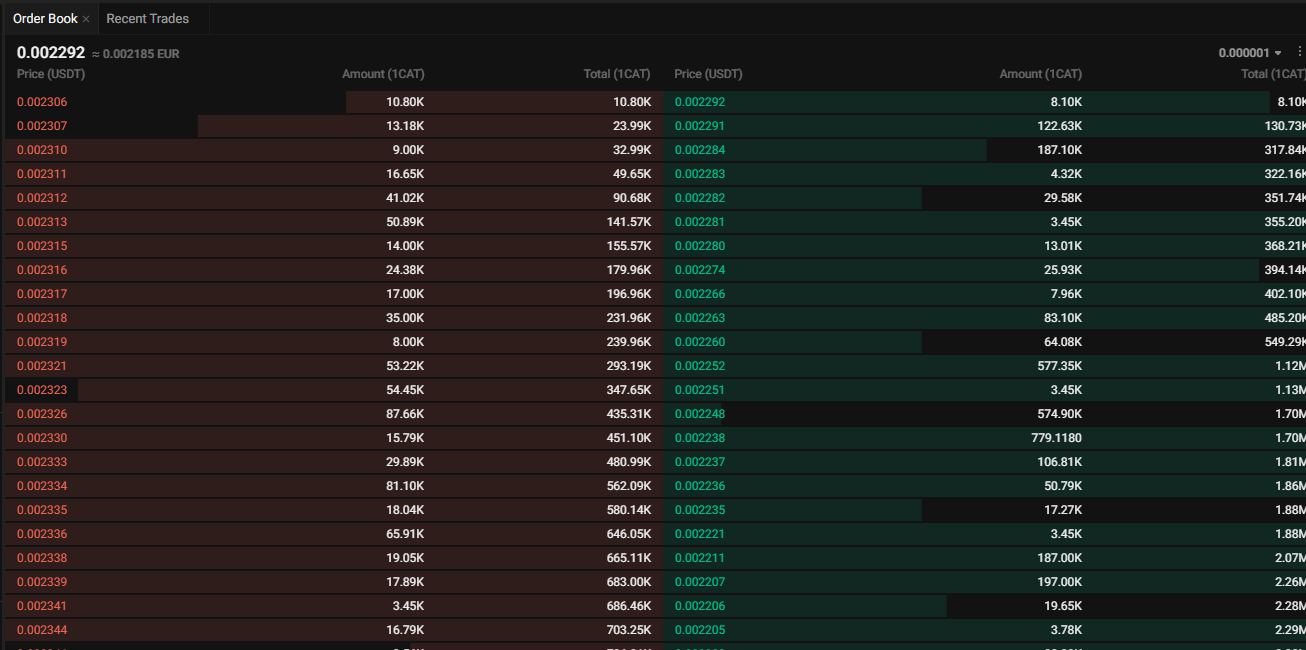 Order Book × Recent Trades
0.002292 ≈ 0.002185 EUR 0.000001
Price (USDT) Amount (1CAT) Total (1CAT) Price (USDT) Amount (1CAT) Total (1CAT)
0.002306 10.80K 10.80K 0.002292 8.10K 8.10K
0.002307 13.18K 23.99K 0.002291 122.63K 130.73K
0.002310 9.00K 32.99K 0.002284 187.10K 317.84K
0.002311 16.65K 49.65K 0.002283 4.32K 322.16K
0.002312 41.02K 90.68K 0.002282 29.58K 351.74K
0.002313 50.89K 141.57K 0.002281 3.45K 355.20K
0.002315 14.00K 155.57K 0.002280 13.01K 368.21K
0.002316 24.38K 179.96K 0.002274 25.93K 394.14K
0.002317 17.00K 196.96K 0.002266 7.96K 402.10K
0.002318 35.00K 231.96K 0.002263 83.10K 485.20K
0.002319 8.00K 239.96K 0.002260 64.08K 549.29K
0.002321 53.22K 293.19K 0.002252 577.35K 1.12M
0.002323 54.45K 347.65K 0.002251 3.45K 1.13M
0.002326 87.66K 435.31K 0.002248 574.90K 1.70M
0.002330 15.79K 451.10K 0.002238 779.1180 1.70M
0.002333 29.89K 480.99K 0.002237 106.81K 1.81M
0.002334 81.10K 562.09K 0.002236 50.79K 1.86M
0.002335 18.04K 580.14K 0.002235 17.27K 1.88M
0.002336 65.91K 646.05K 0.002221 3.45K 1.88M
0.002338 19.05K 665.11K 0.002211 187.00K 2.07M
0.002339 17.89K 683.00K 0.002207 197.00K 2.26M
0.002341 3.45K 686.46K 0.002206 19.65K 2.28M
0.002344 16.79K 703.25K 0.002205 3.78K 2.29M